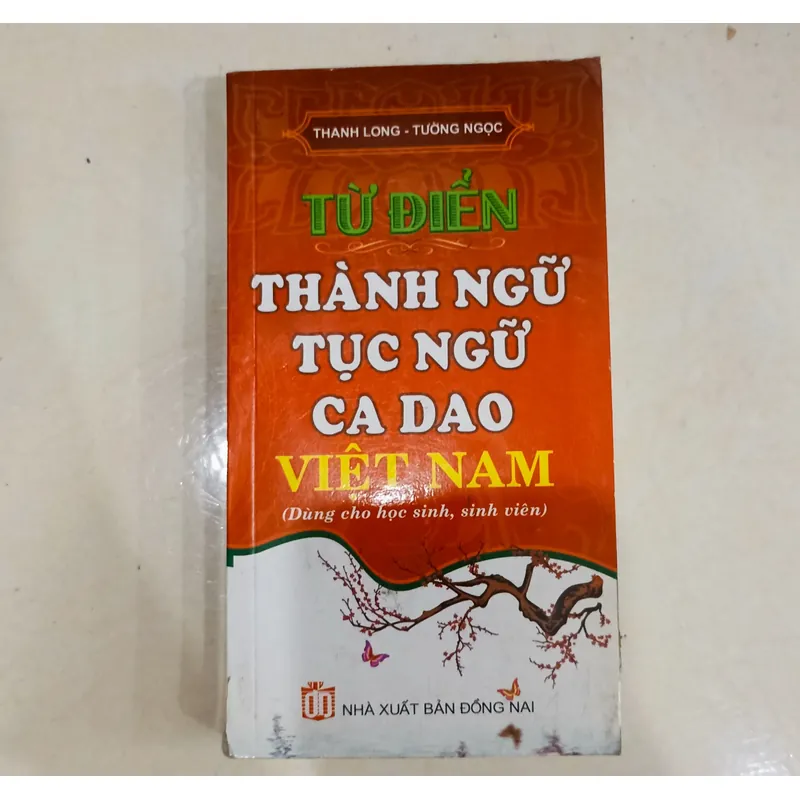 THANH LONG - TƯỜNG NGỌC
TỪ ĐIỂN
THÀNH NGỮ
TỤC NGỮ
CA DAO
VIỆT NAM
(Dùng cho học sinh, sinh viên)
NHÀ XUẤT BẢN ĐỒNG NAI